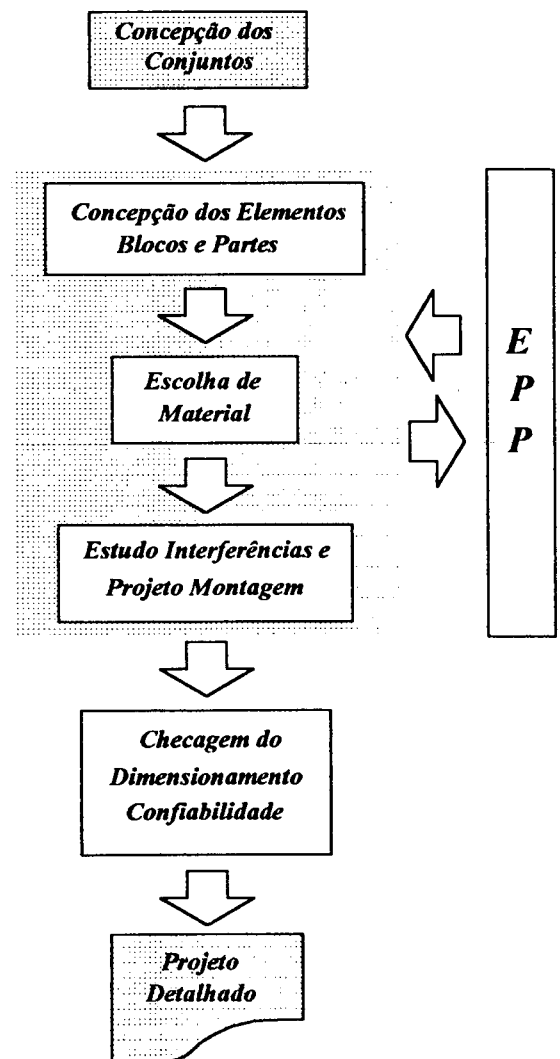 Concepção dos
Conjuntos
Concepção dos Elementos
Blocos e Partes
Escolha de
Material
Estudo Interferências e
Projeto Montagem
E
P
P
Checagem do
Dimensionamento
Confiabilidade
Projeto
Detalhado